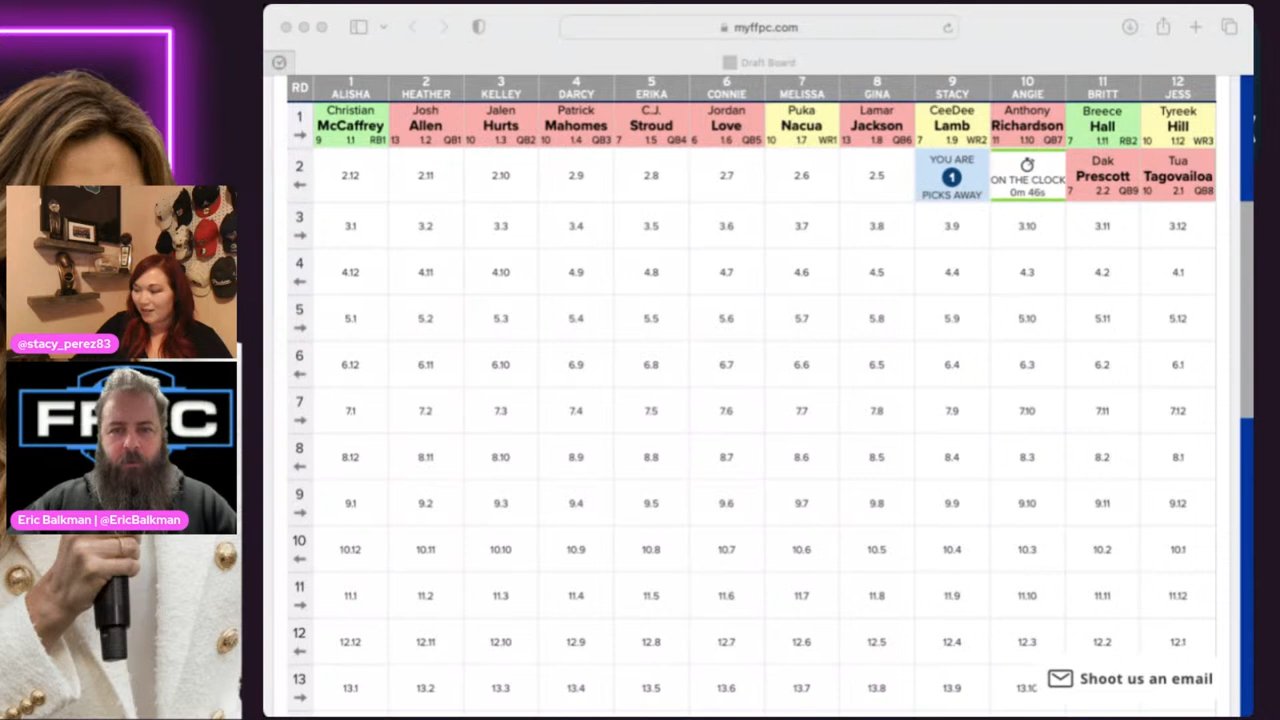 myffpc.com
Draft Board
RD 1 2 3 4 5 6 7 8 9 10 11 12
ALISHA HEATHER KELLEY DARCY ERIKA CONNIE MELISSA GINA STACY ANGIE BRITT JESS
1 Christian Josh Jalen Patrick C.J. Jordan Puka Lamar CeeDee Anthony Breece Tyreek
McCaffrey Allen Hurts Mahomes Stroud Love Nacua Jackson Lamb Richardson Hall Hill
9 1.1 RB1 13 1.2 QB1 10 1.3 QB2 10 1.4 QB3 7 1.5 QB4 6 1.6 QB5 10 1.7 WR1 13 1.8 QB6 7 1.9 WR2 11 1.10 QB7 7 1.11 RB2 10 1.12 WR3
2 2.12 2.11 2.10 2.9 2.8 2.7 2.6 2.5 YOU ARE 1 PICKS AWAY ON THE CLOCK 0m 46s Dak Prescott 7 2.2 QB9 Tua Tagovailoa 10 2.1 QB8
3 3.1 3.2 3.3 3.4 3.5 3.6 3.7 3.8 3.9 3.10 3.11 3.12
4 4.12 4.11 4.10 4.9 4.8 4.7 4.6 4.5 4.4 4.3 4.2 4.1
5 5.1 5.2 5.3 5.4 5.5 5.6 5.7 5.8 5.9 5.10 5.11 5.12
6 6.12 6.11 6.10 6.9 6.8 6.7 6.6 6.5 6.4 6.3 6.2 6.1
7 7.1 7.2 7.3 7.4 7.5 7.6 7.7 7.8 7.9 7.10 7.11 7.12
8 8.12 8.11 8.10 8.9 8.8 8.7 8.6 8.5 8.4 8.3 8.2 8.1
9 9.1 9.2 9.3 9.4 9.5 9.6 9.7 9.8 9.9 9.10 9.11 9.12
10 10.12 10.11 10.10 10.9 10.8 10.7 10.6 10.5 10.4 10.3 10.2 10.1
11 11.1 11.2 11.3 11.4 11.5 11.6 11.7 11.8 11.9 11.10 11.11 11.12
12 12.12 12.11 12.10 12.9 12.8 12.7 12.6 12.5 12.4 12.3 12.2 12.1
13 13.1 13.2 13.3 13.4 13.5 13.6 13.7 13.8 13.9
Shoot us an email
@stacy_perez83
Eric Balkman | @EricBalkman